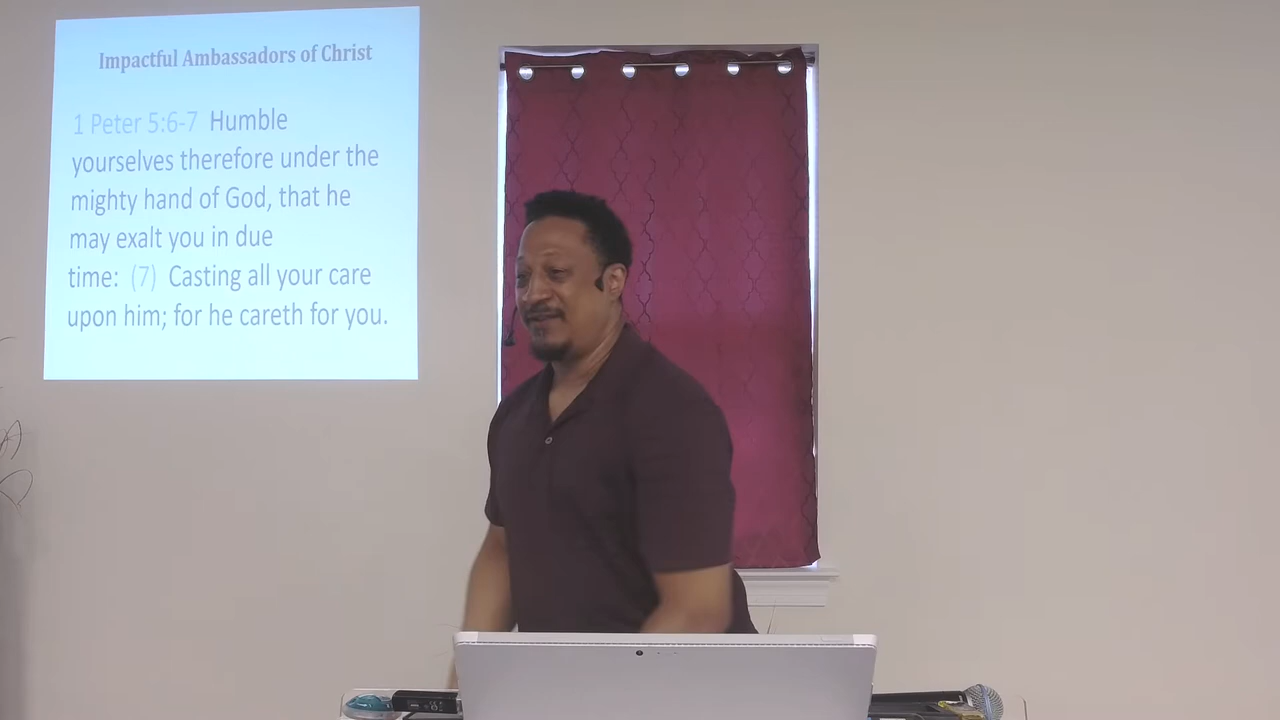 Impactful Ambassadors of Christ
1 Peter 5:6-7 Humble
yourselves therefore under the
mighty hand of God, that he
may exalt you in due
time: (7) Casting all your care
upon him; for he careth for you.